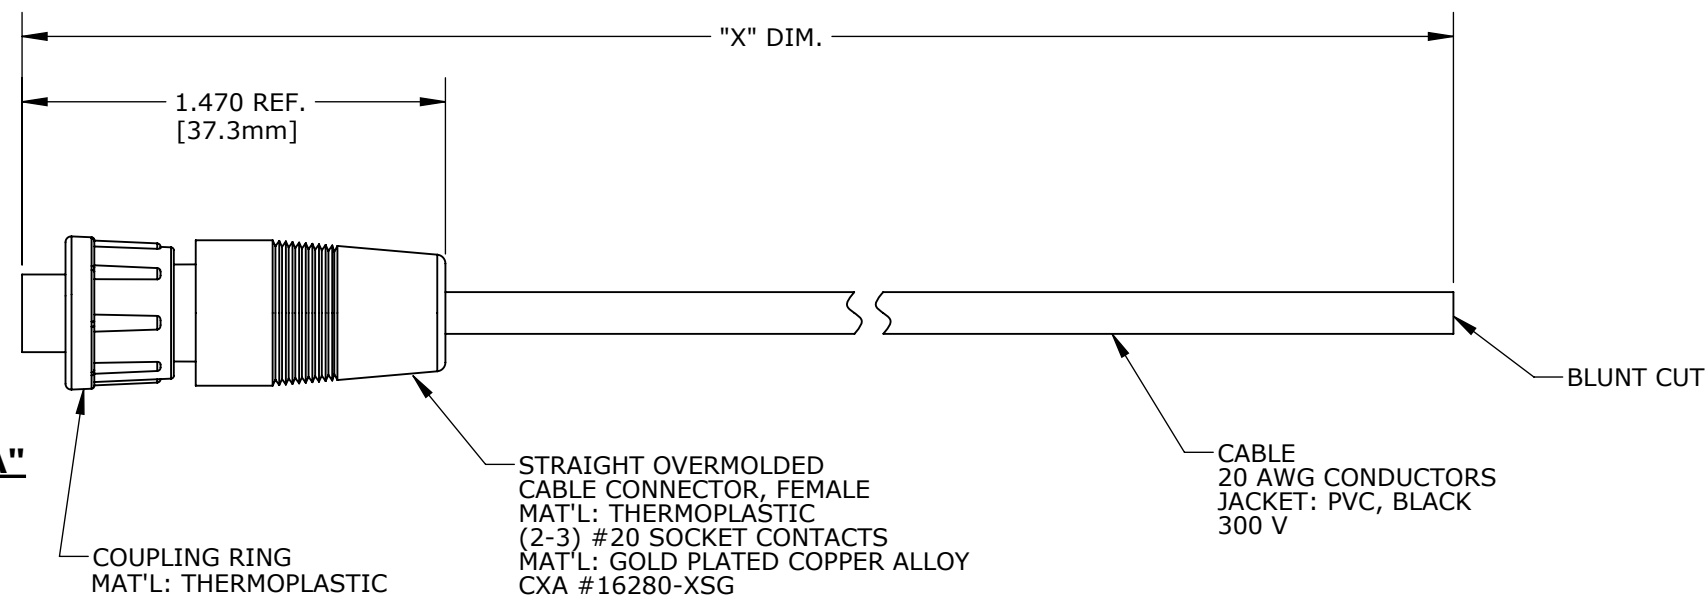 "X" DIM.
1.470 REF.
[37.3mm]
BLUNT CUT
A"
CABLE
20 AWG CONDUCTORS
JACKET: PVC, BLACK
300 V
STRAIGHT OVERMOLDED
CABLE CONNECTOR, FEMALE
MAT'L: THERMOPLASTIC
(2-3) #20 SOCKET CONTACTS
MAT'L: GOLD PLATED COPPER ALLOY
CXA #16280-XSG
COUPLING RING
MAT'L: THERMOPLASTIC